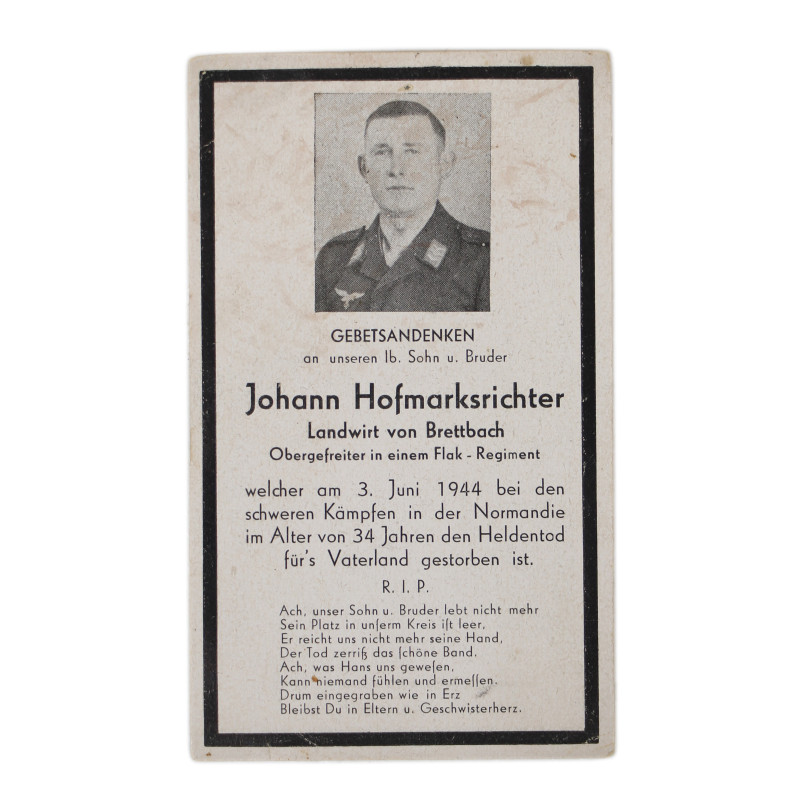 GEBETSANDENKEN
an unseren lb. Sohn u. Bruder
Johann Hofmarksrichter
Landwirt von Brettbach
Obergefreiter in einem Flak - Regiment
welcher am 3. Juni 1944 bei den
schweren Kämpfen in der Normandie
im Alter von 34 Jahren den Heldentod
für's Vaterland gestorben ist.
R. I. P.
Ach, unser Sohn u. Bruder lebt nicht mehr
Sein Platz in unſerm Kreis iſt leer,
Er reicht uns nicht mehr seine Hand,
Der Tod zerriß das ſchöne Band.
Ach, was Hans uns geweſen,
Kann niemand fühlen und ermeſſen.
Drum eingegraben wie in Erz
Bleibst Du in Eltern u. Geschwisterherz.